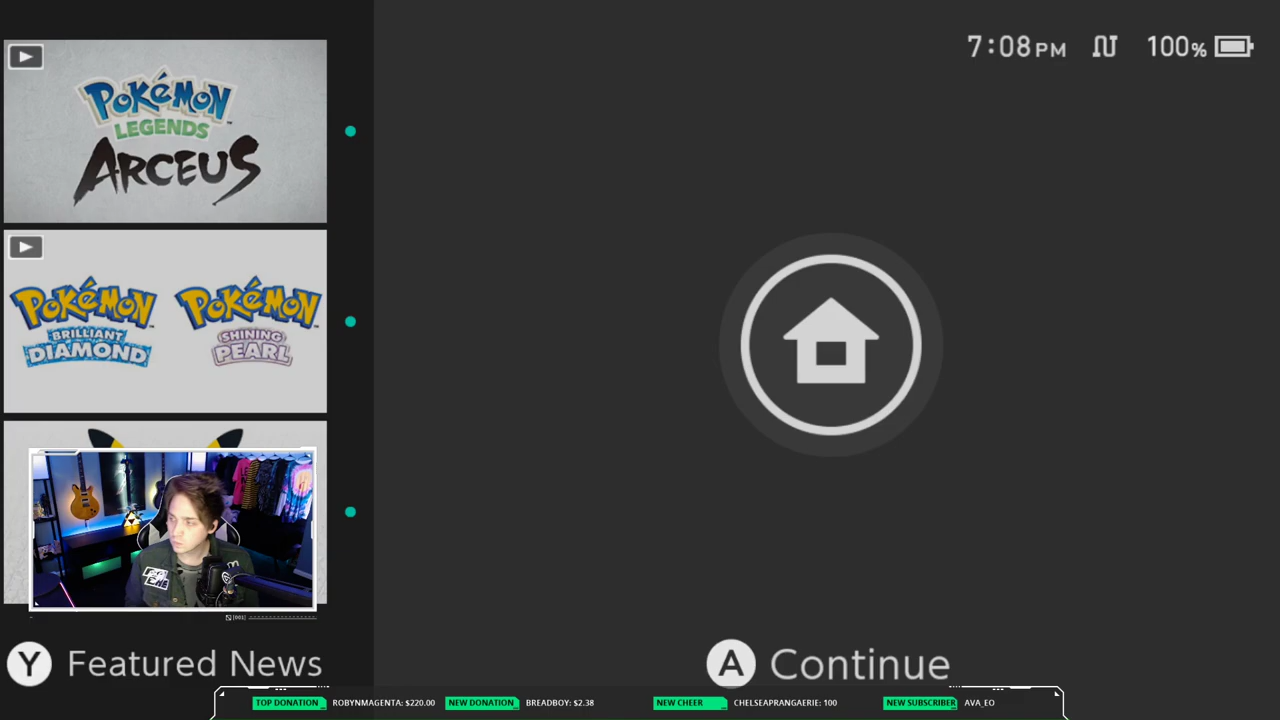 7:08PM 100%
POKÉMON
LEGENDS
ARCEUS
POKÉMON POKÉMON
BRILLIANT SHINING
DIAMOND PEARL
[001]
Y Featured News
A Continue
TOP DONATION ROBYNMAGENTA: $220.00 NEW DONATION BREADBOY: $2.38 NEW CHEER CHELSEAPRANGAERIE: 100 NEW SUBSCRIBER AVA_EO